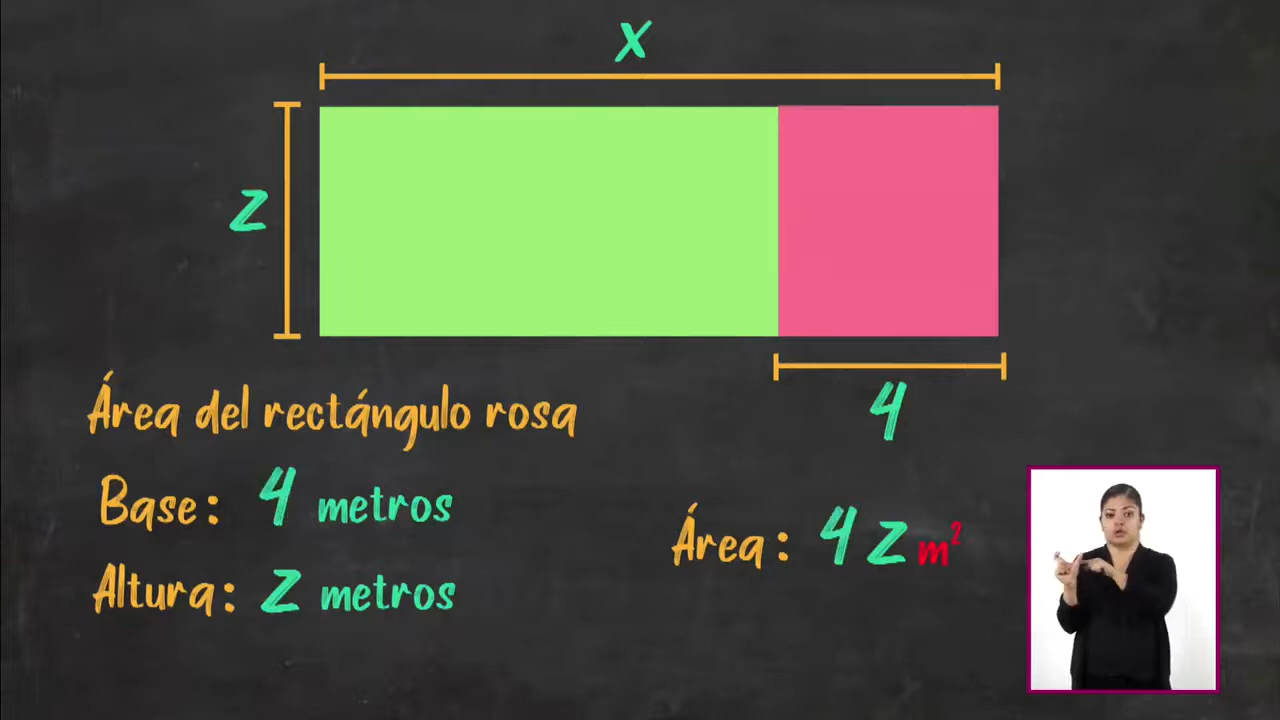 x
z
4
Área del rectángulo rosa
Base: 4 metros
Altura: z metros
Área: 4 z m²